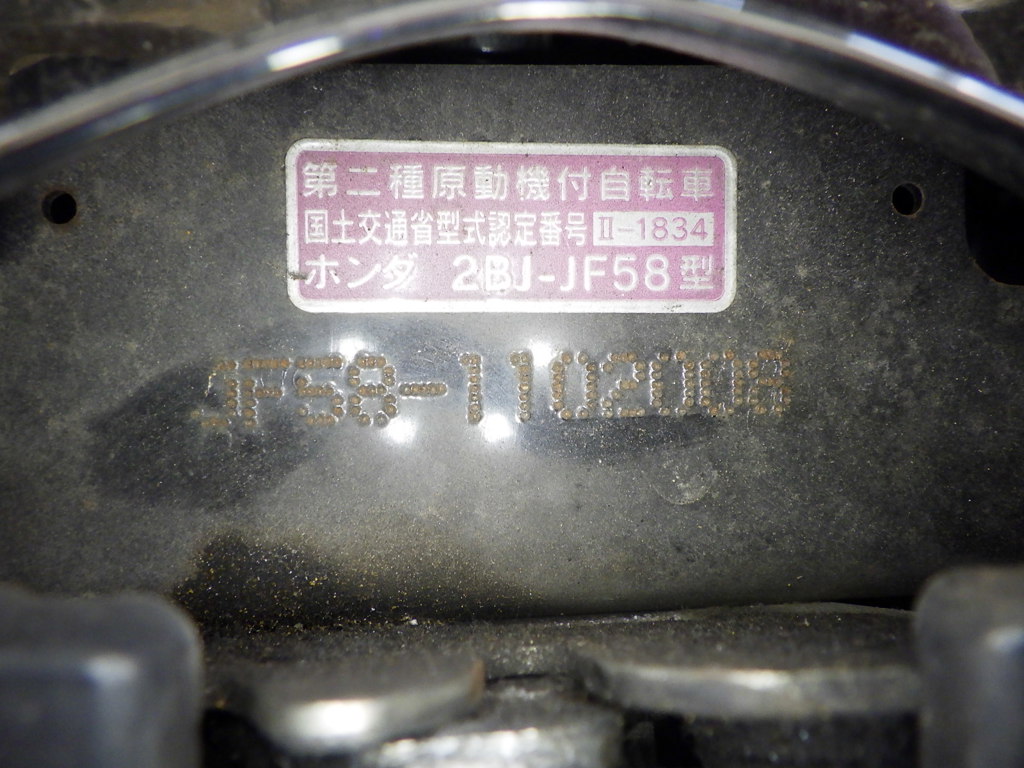 第二種原動機付自転車
国土交通省型式認定番号 Ⅱ-1834
ホンダ 2BJ-JF58型
JF58-1102008